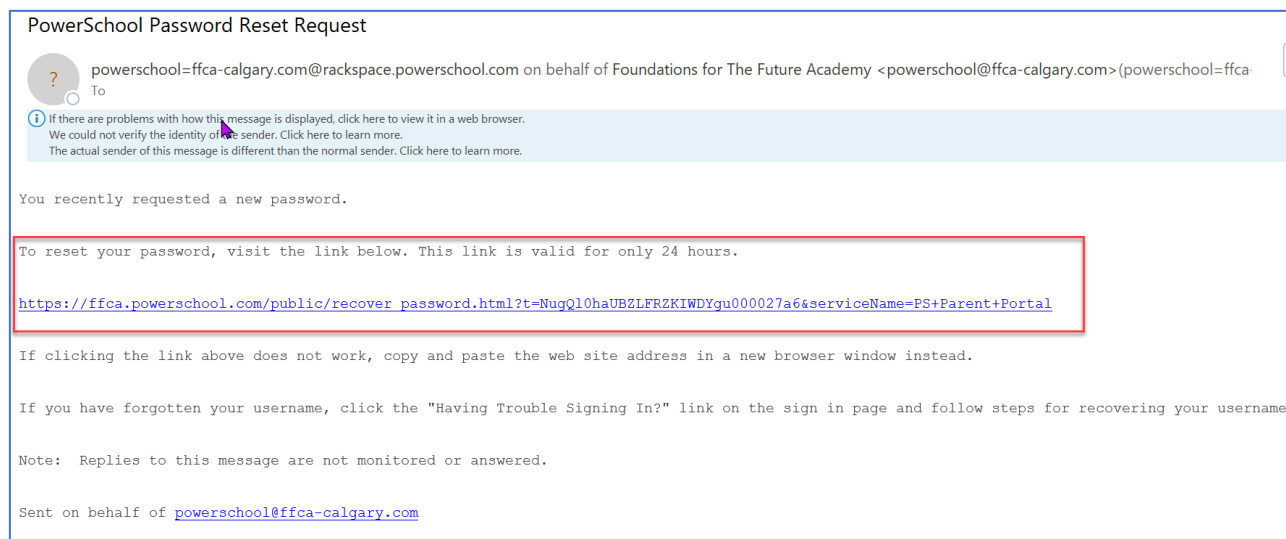 PowerSchool Password Reset Request
?
powerschool=ffca-calgary.com@rackspace.powerschool.com on behalf of Foundations for The Future Academy <powerschool@ffca-calgary.com>(powerschool=ffca-
To
If there are problems with how this message is displayed, click here to view it in a web browser.
We could not verify the identity of the sender. Click here to learn more.
The actual sender of this message is different than the normal sender. Click here to learn more.
You recently requested a new password.
To reset your password, visit the link below. This link is valid for only 24 hours.
https://ffca.powerschool.com/public/recover_password.html?t=NugQl0haUBZLFRZKIWDYgu000027a6&serviceName=PS+Parent+Portal
If clicking the link above does not work, copy and paste the web site address in a new browser window instead.
If you have forgotten your username, click the "Having Trouble Signing In?" link on the sign in page and follow steps for recovering your username
Note:  Replies to this message are not monitored or answered.
Sent on behalf of powerschool@ffca-calgary.com